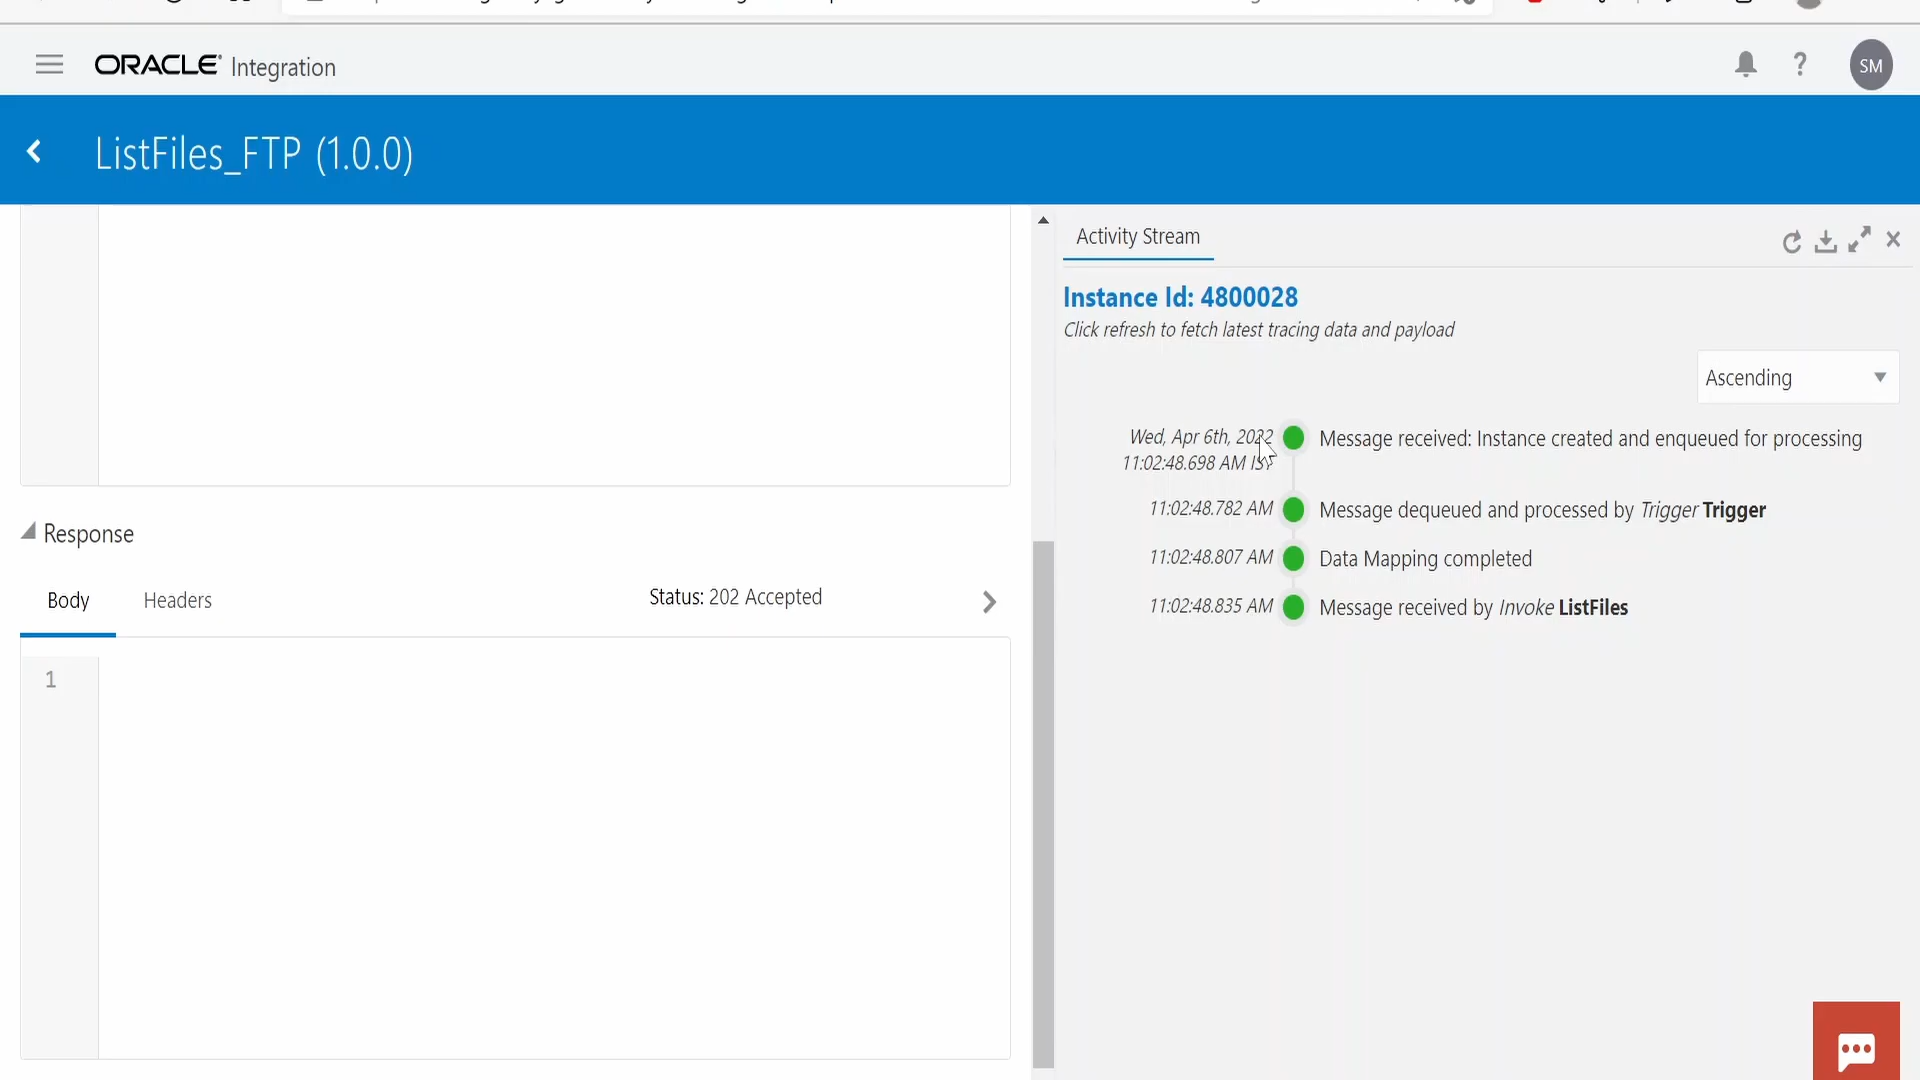 ORACLE Integration
SM
ListFiles_FTP (1.0.0)
Activity Stream
Instance Id: 4800028
Click refresh to fetch latest tracing data and payload
Ascending
Wed, Apr 6th, 2022
11:02:48.698 AM IST
Message received: Instance created and enqueued for processing
11:02:48.782 AM
Message dequeued and processed by Trigger Trigger
11:02:48.807 AM
Data Mapping completed
11:02:48.835 AM
Message received by Invoke ListFiles
Response
Body
Headers
Status: 202 Accepted
1